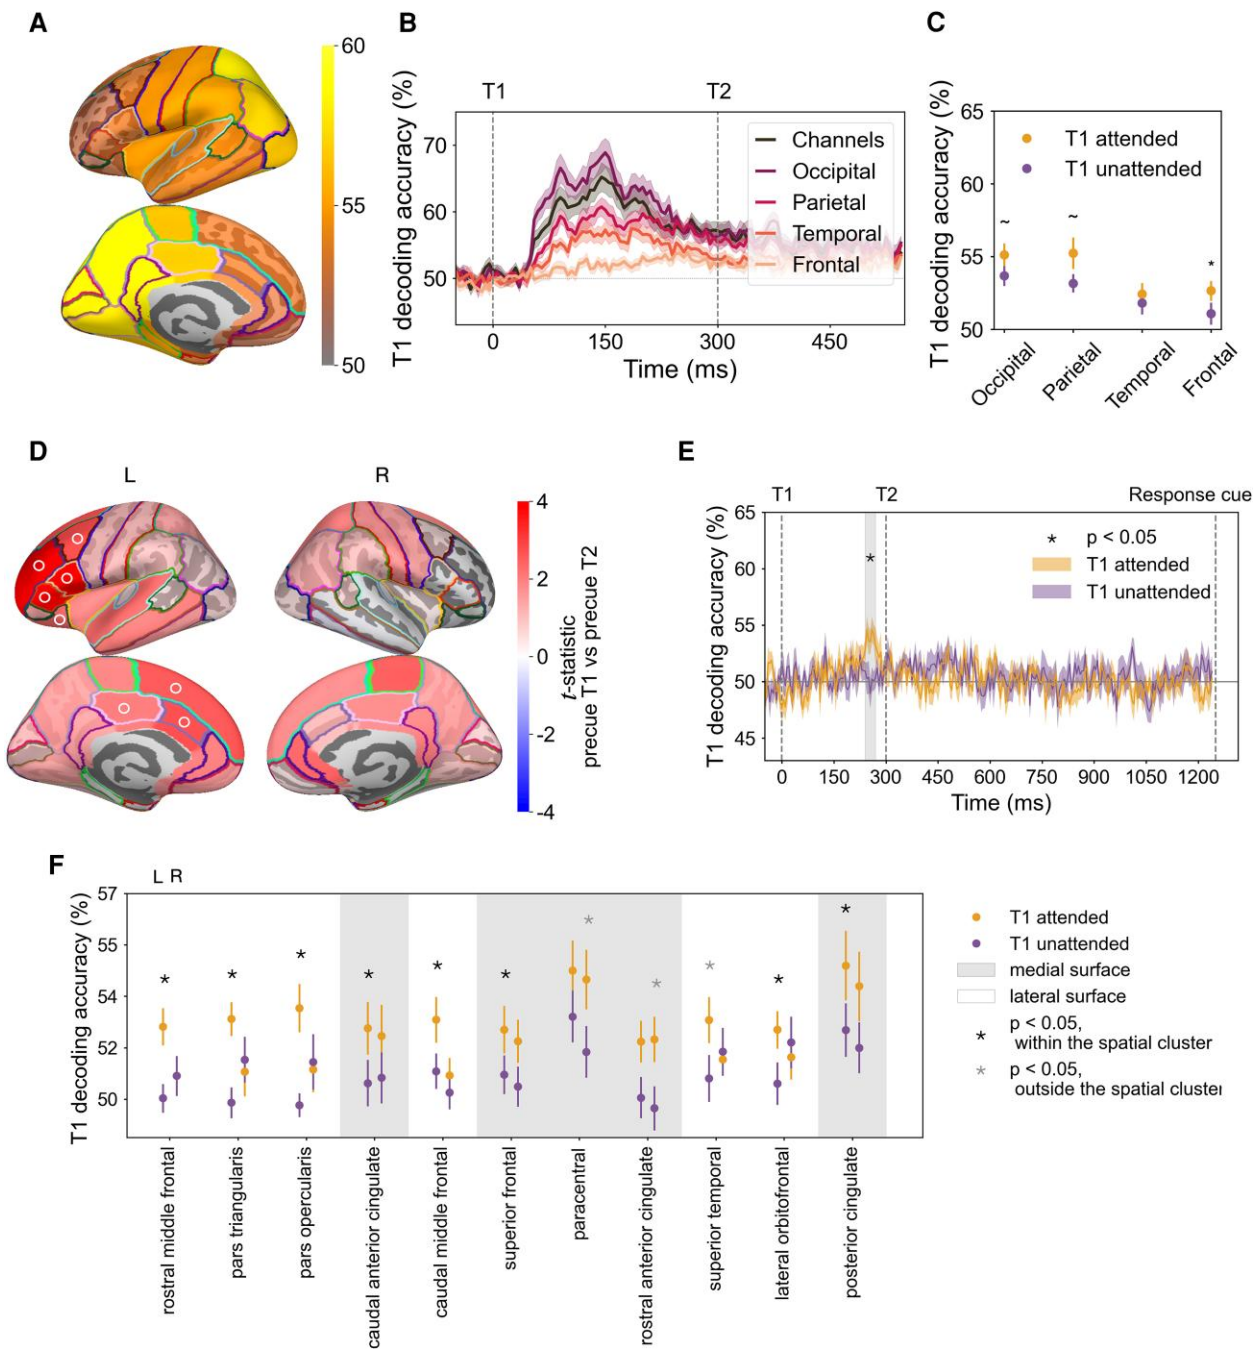 A
60
55
50
B
T1
T2
T1 decoding accuracy (%)
70
60
50
Channels
Occipital
Parietal
Temporal
Frontal
0
150
300
450
Time (ms)
C
T1 decoding accuracy (%)
65
60
55
50
T1 attended
T1 unattended
~
~
*
Occipital
Parietal
Temporal
Frontal
D
L
R
4
2
0
-2
-4
t-statistic
precue T1 vs precue T2
E
T1
T2
Response cue
T1 decoding accuracy (%)
65
60
55
50
45
* p < 0.05
T1 attended
T1 unattended
*
0
150
300
450
600
750
900
1050
1200
Time (ms)
F
L R
T1 decoding accuracy (%)
57
55
54
52
50
* * * * * * * * * * *
rostral middle frontal
pars triangularis
pars opercularis
caudal anterior cingulate
caudal middle frontal
superior frontal
paracentral
rostral anterior cingulate
superior temporal
lateral orbitofrontal
posterior cingulate
T1 attended
T1 unattended
medial surface
lateral surface
* p < 0.05,
within the spatial cluster
* p < 0.05,
outside the spatial cluster